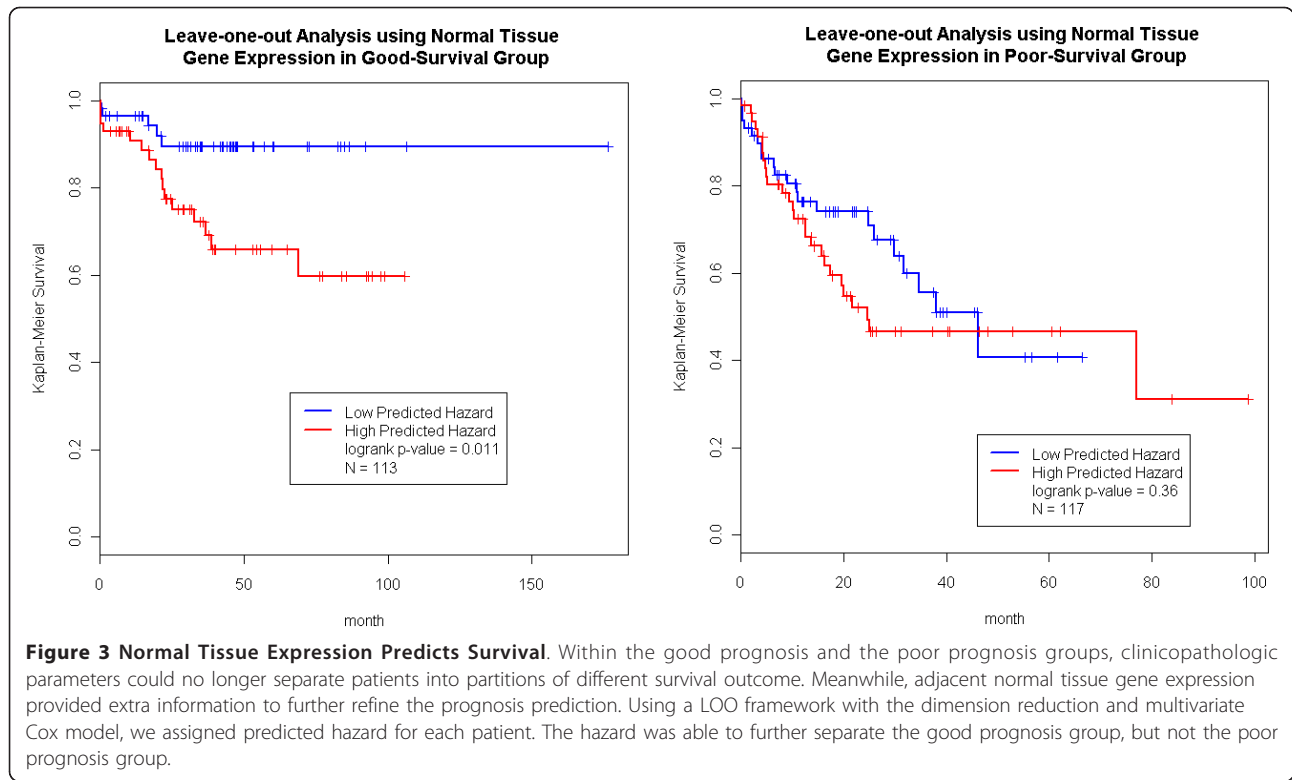 Leave-one-out Analysis using Normal Tissue
Gene Expression in Good-Survival Group
Kaplan-Meier Survival
1.0
0.8
0.6
0.4
0.2
0.0
Low Predicted Hazard
High Predicted Hazard
logrank p-value = 0.011
N = 113
0
50
100
150
month
Leave-one-out Analysis using Normal Tissue
Gene Expression in Poor-Survival Group
Kaplan-Meier Survival
1.0
0.8
0.6
0.4
0.2
0.0
Low Predicted Hazard
High Predicted Hazard
logrank p-value = 0.36
N = 117
0
20
40
60
80
100
month
Figure 3 Normal Tissue Expression Predicts Survival. Within the good prognosis and the poor prognosis groups, clinicopathologic
parameters could no longer separate patients into partitions of different survival outcome. Meanwhile, adjacent normal tissue gene expression
provided extra information to further refine the prognosis prediction. Using a LOO framework with the dimension reduction and multivariate
Cox model, we assigned predicted hazard for each patient. The hazard was able to further separate the good prognosis group, but not the poor
prognosis group.